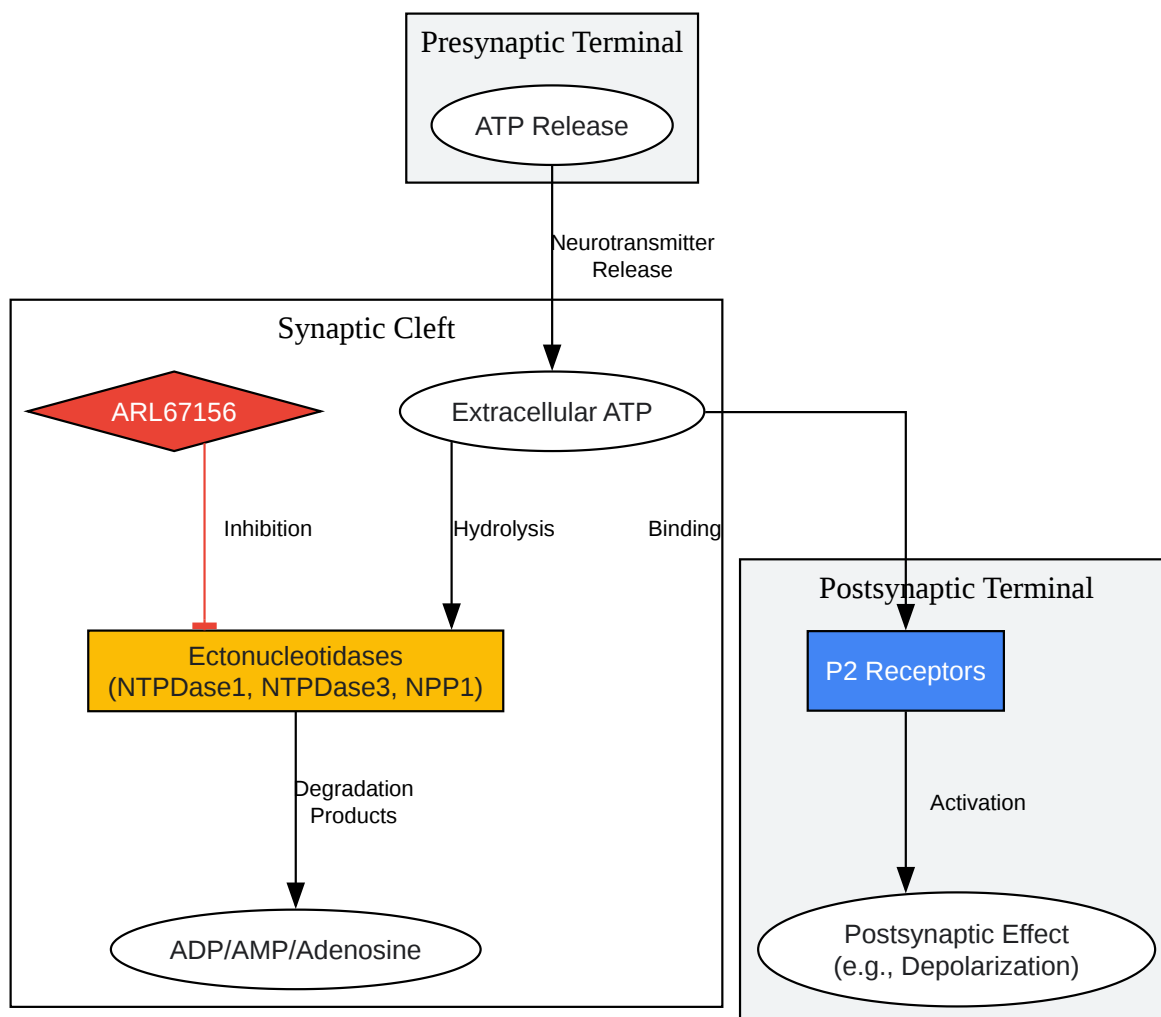 Presynaptic Terminal
ATP Release
Neurotransmitter
Release
Synaptic Cleft
ARL67156
Extracellular ATP
Inhibition
Hydrolysis
Binding
Postsynaptic Terminal
Ectonucleotidases
(NTPDase1, NTPDase3, NPP1)
P2 Receptors
Degradation
Products
Activation
ADP/AMP/Adenosine
Postsynaptic Effect
(e.g., Depolarization)